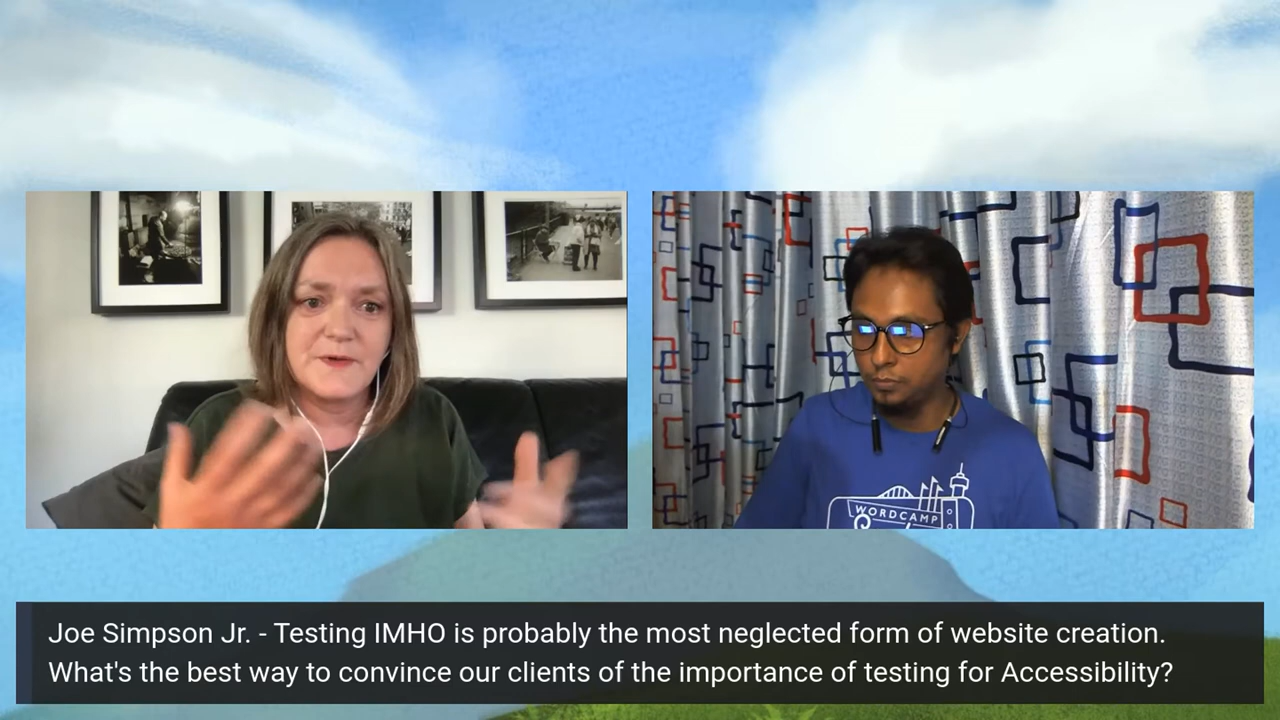 WORDCAMP
Joe Simpson Jr. - Testing IMHO is probably the most neglected form of website creation.
What's the best way to convince our clients of the importance of testing for Accessibility?